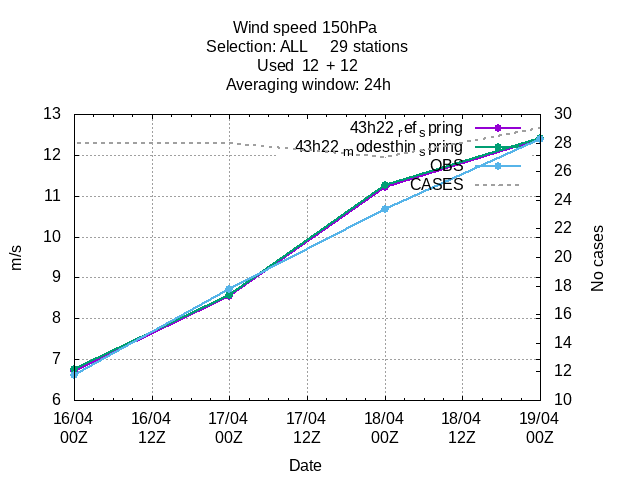 Wind speed 150hPa
Selection: ALL 29 stations
Used 12 + 12
Averaging window: 24h
13
12
11
10
9
8
7
6
30
28
26
24
22
20
18
16
14
12
10
43h22_ref_spring
43h22_modesthin_spring
OBS
CASES
m/s
No cases
16/04 16/04 17/04 17/04 18/04 18/04 19/04
00Z 12Z 00Z 12Z 00Z 12Z 00Z
Date